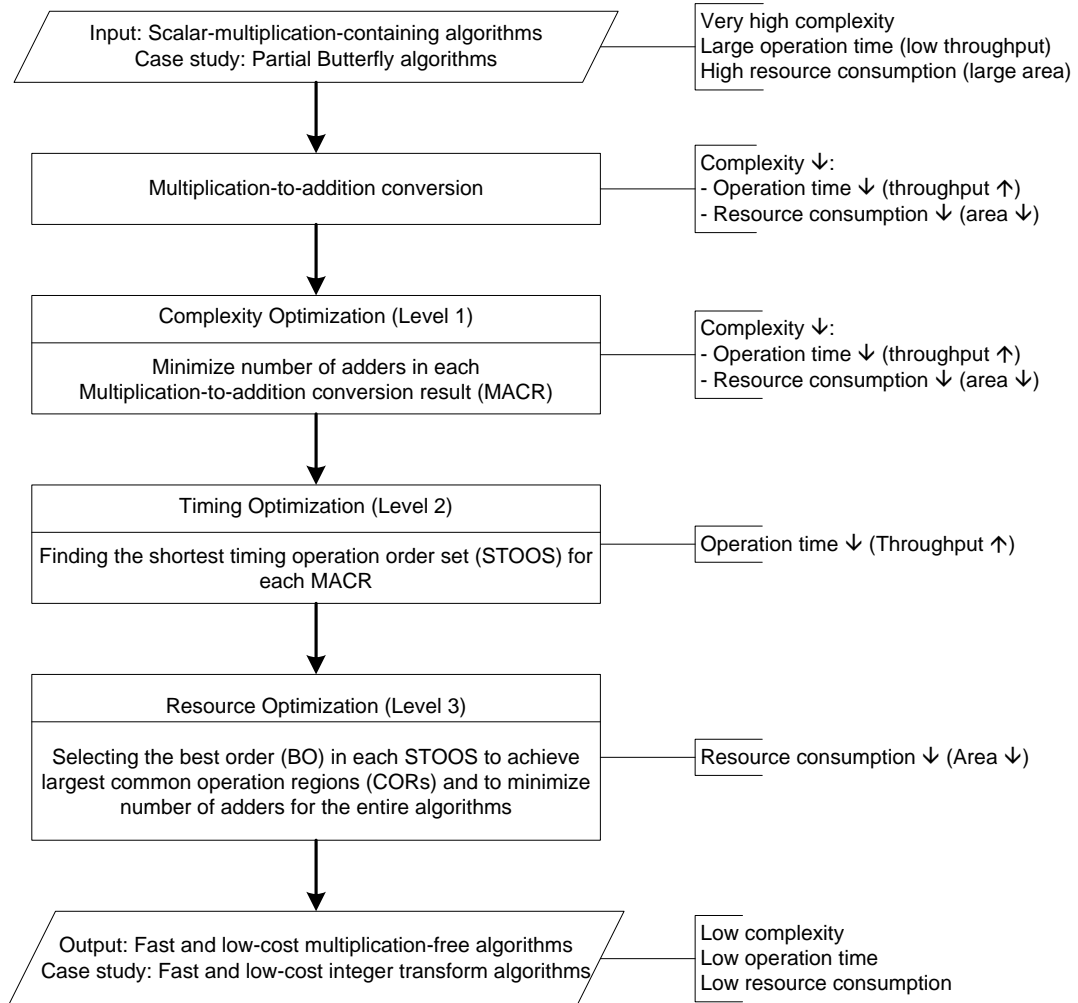 Input: Scalar-multiplication-containing algorithms
Case study: Partial Butterfly algorithms
Very high complexity
Large operation time (low throughput)
High resource consumption (large area)
Multiplication-to-addition conversion
Complexity ↓:
- Operation time ↓ (throughput ↑)
- Resource consumption ↓ (area ↓)
Complexity Optimization (Level 1)
Minimize number of adders in each
Multiplication-to-addition conversion result (MACR)
Complexity ↓:
- Operation time ↓ (throughput ↑)
- Resource consumption ↓ (area ↓)
Timing Optimization (Level 2)
Finding the shortest timing operation order set (STOOS) for
each MACR
Operation time ↓ (Throughput ↑)
Resource Optimization (Level 3)
Selecting the best order (BO) in each STOOS to achieve
largest common operation regions (CORs) and to minimize
number of adders for the entire algorithms
Resource consumption ↓ (Area ↓)
Output: Fast and low-cost multiplication-free algorithms
Case study: Fast and low-cost integer transform algorithms
Low complexity
Low operation time
Low resource consumption